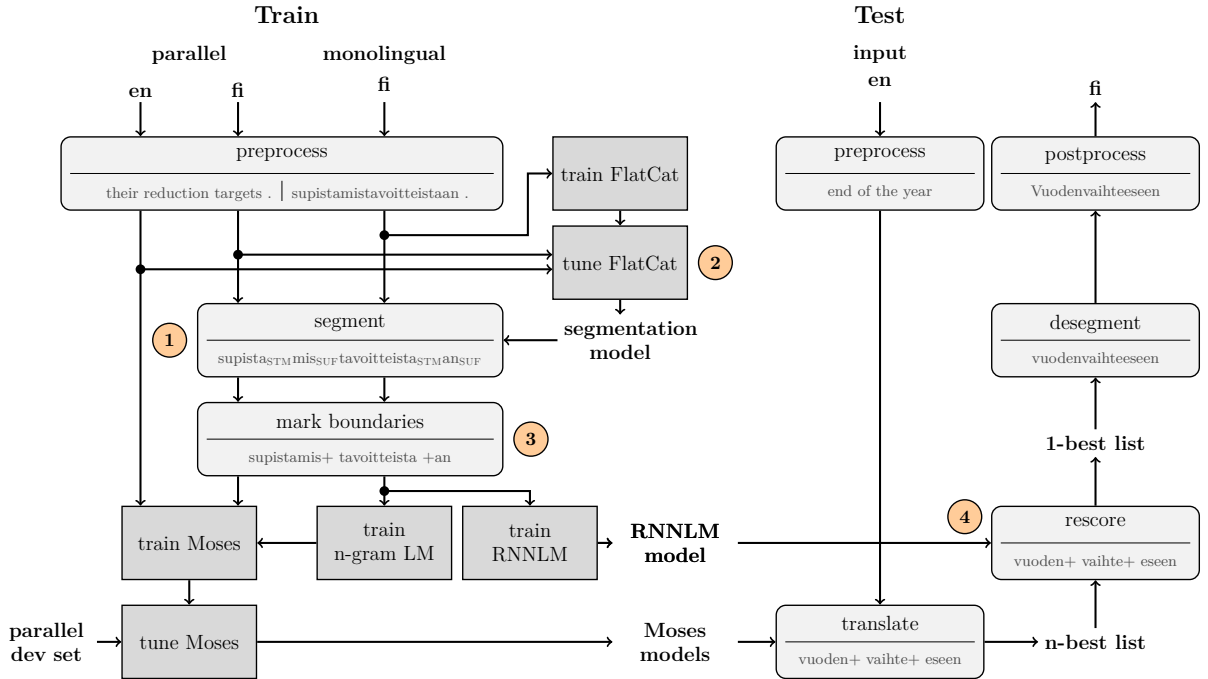 Train
Test
parallel
monolingual
input
en
fi
fi
en
fi
preprocess
their reduction targets . | supistamistavoitteistaan .
train FlatCat
preprocess
end of the year
postprocess
Vuodenvaihteeseen
tune FlatCat
2
segmentation
model
1
segment
supistaSTMmisSUFtavoitteistaSTManSUF
desegment
vuodenvaihteeseen
mark boundaries
supistamis+ tavoitteista +an
3
1-best list
4
train Moses
train
n-gram LM
train
RNNLM
RNNLM
model
rescore
vuoden+ vaihte+ eseen
parallel
dev set
tune Moses
Moses
models
translate
vuoden+ vaihte+ eseen
n-best list